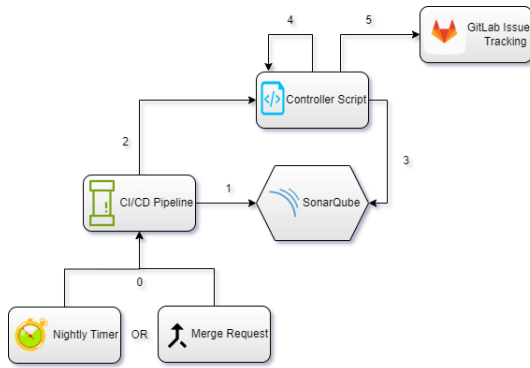 4
5
GitLab Issue
Tracking
Controller Script
2
3
CI/CD Pipeline
1
SonarQube
0
Nightly Timer
OR
Merge Request